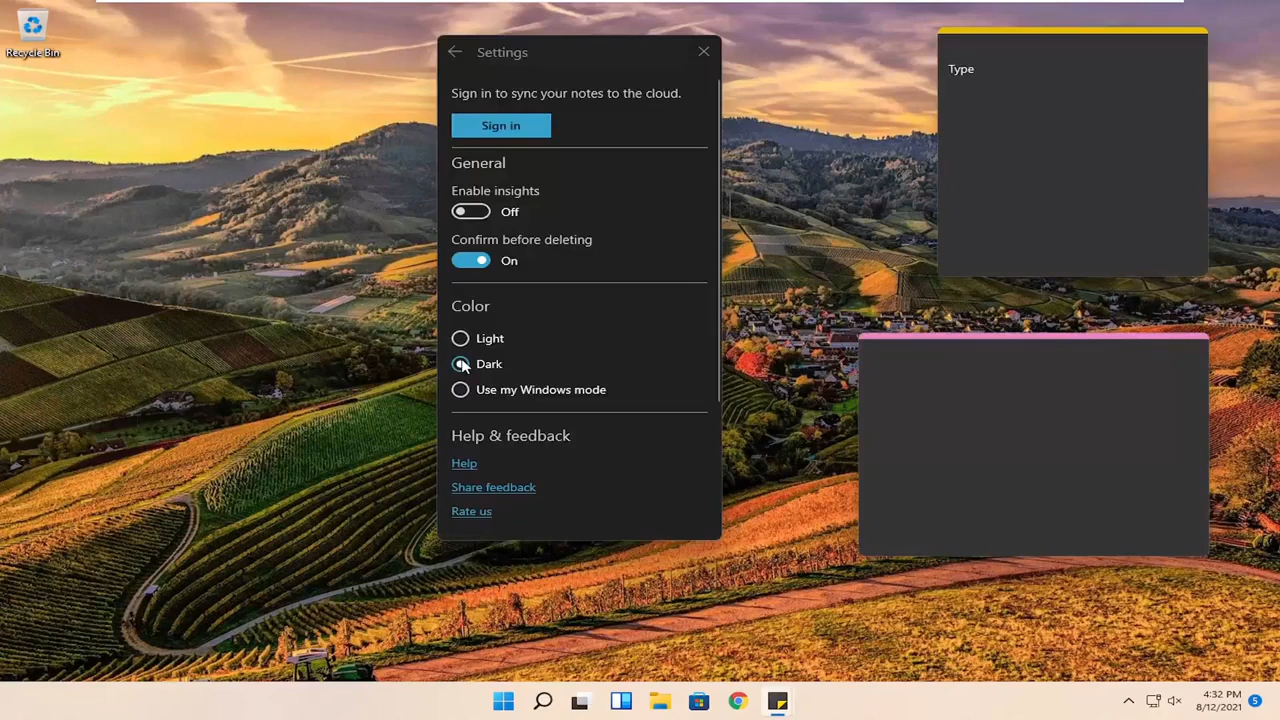 Recycle Bin
Settings
Sign in to sync your notes to the cloud.
Sign in
General
Enable insights
Off
Confirm before deleting
On
Color
Light
Dark
Use my Windows mode
Help & feedback
Help
Share feedback
Rate us
Type
4:32 PM
8/12/2021
5